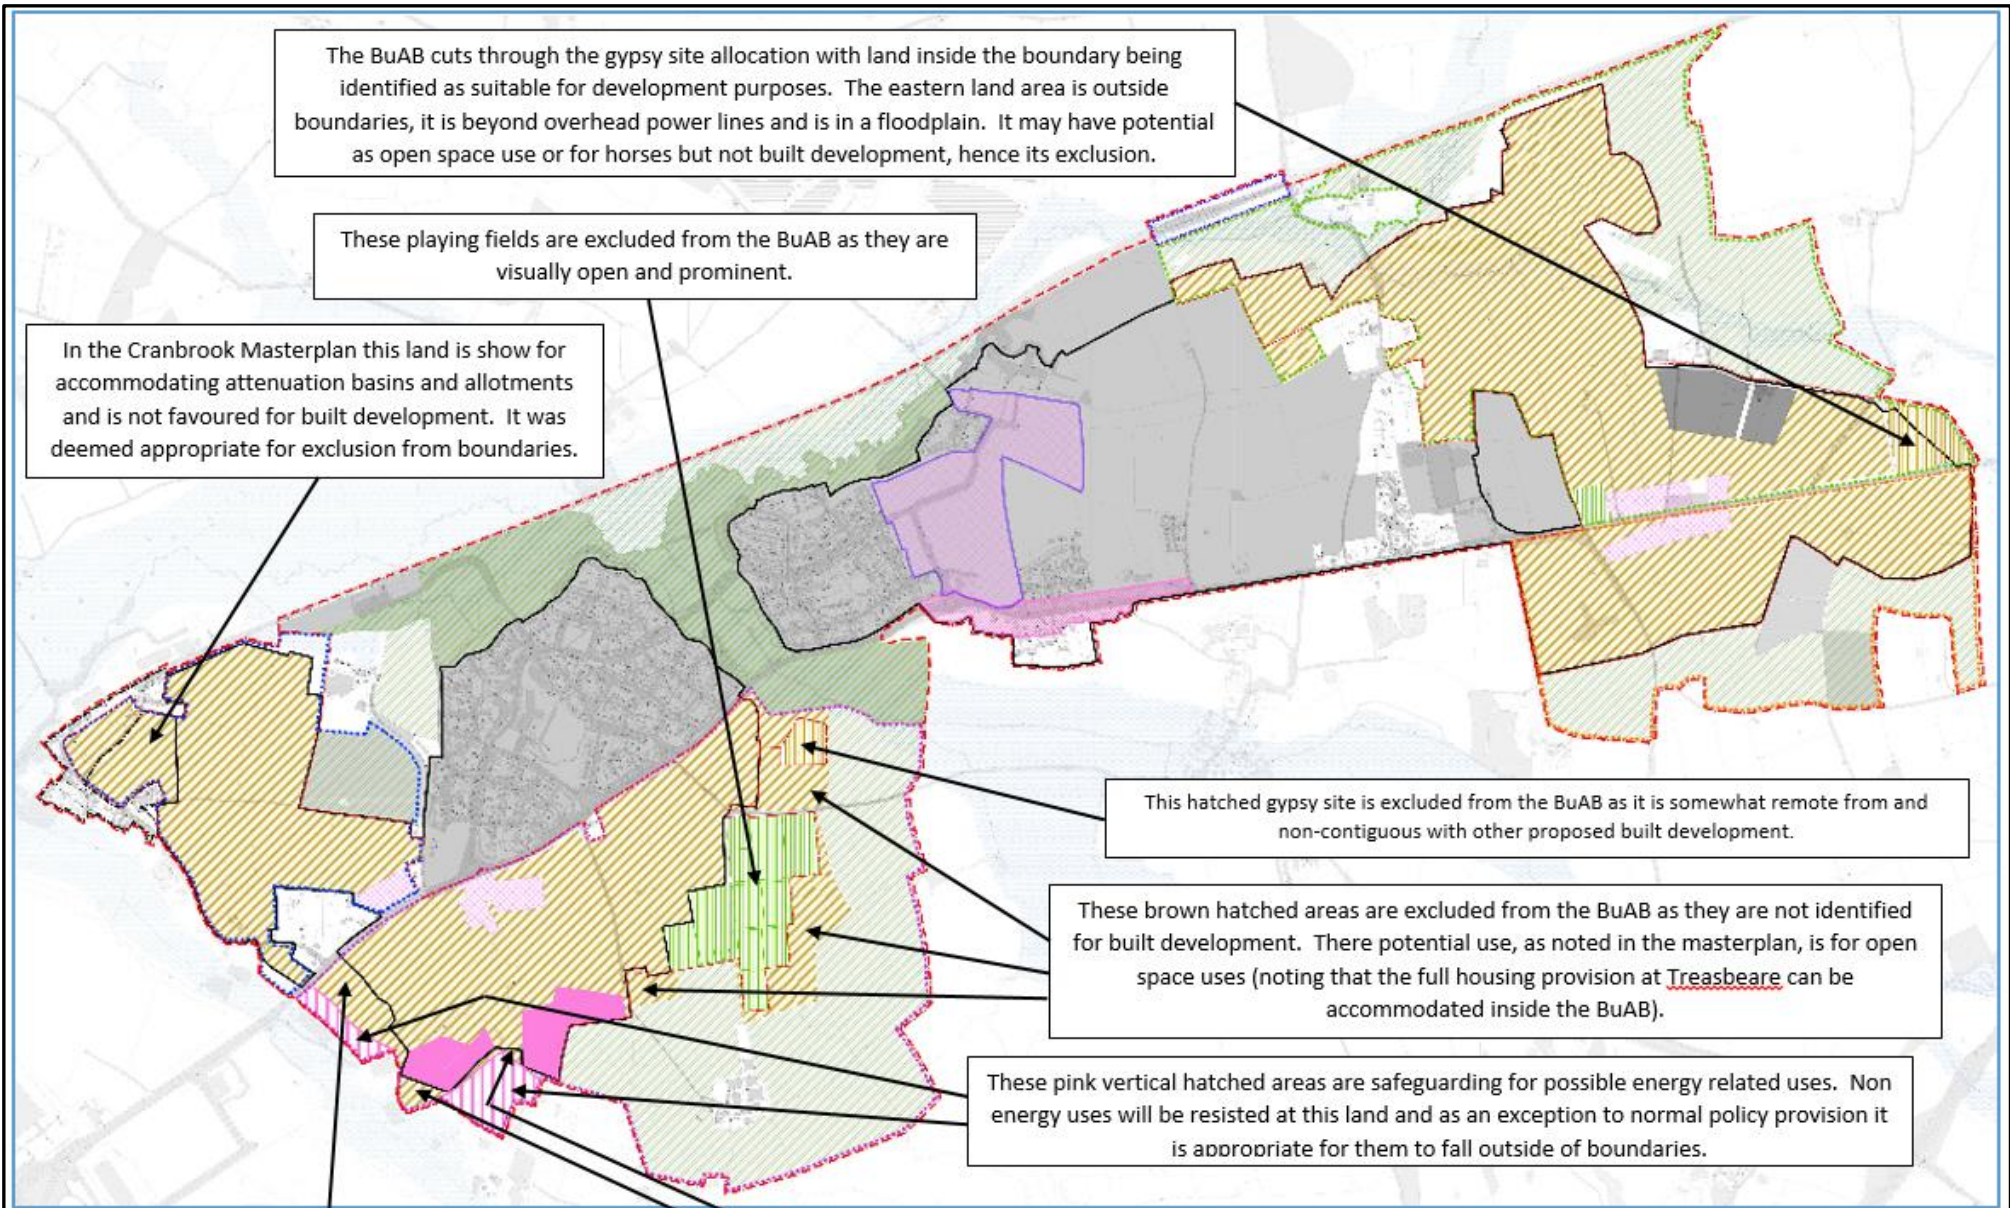 The BuAB cuts through the gypsy site allocation with land inside the boundary being
identified as suitable for development purposes. The eastern land area is outside
boundaries, it is beyond overhead power lines and is in a floodplain. It may have potential
as open space use or for horses but not built development, hence its exclusion.
These playing fields are excluded from the BuAB as they are
visually open and prominent.
In the Cranbrook Masterplan this land is show for
accommodating attenuation basins and allotments
and is not favoured for built development. It was
deemed appropriate for exclusion from boundaries.
This hatched gypsy site is excluded from the BuAB as it is somewhat remote from and
non-contiguous with other proposed built development.
These brown hatched areas are excluded from the BuAB as they are not identified
for built development. There potential use, as noted in the masterplan, is for open
space uses (noting that the full housing provision at Treasbeare can be
accommodated inside the BuAB).
These pink vertical hatched areas are safeguarding for possible energy related uses. Non
energy uses will be resisted at this land and as an exception to normal policy provision it
is appropriate for them to fall outside of boundaries.